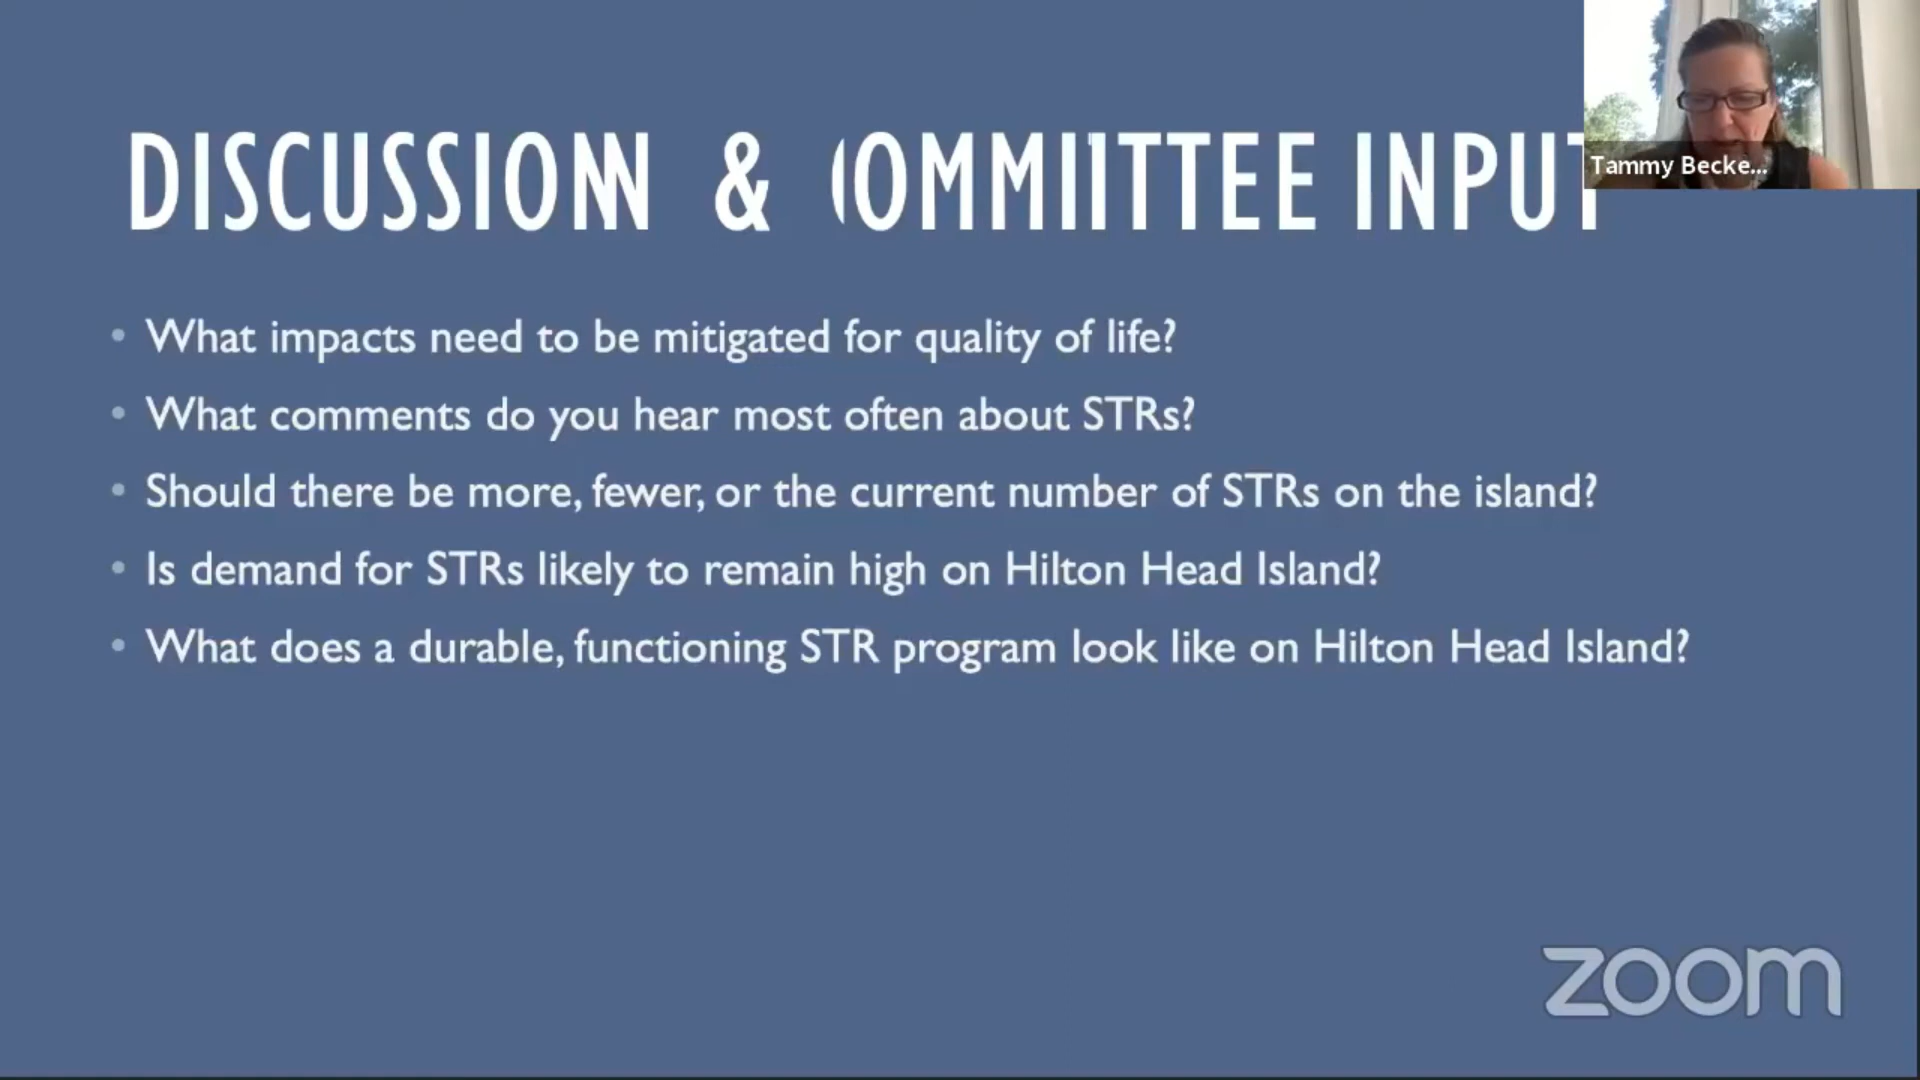 DISCUSSION & COMMITTEE INPUT
Tammy Becke...
• What impacts need to be mitigated for quality of life?
• What comments do you hear most often about STRs?
• Should there be more, fewer, or the current number of STRs on the island?
• Is demand for STRs likely to remain high on Hilton Head Island?
• What does a durable, functioning STR program look like on Hilton Head Island?
zoom